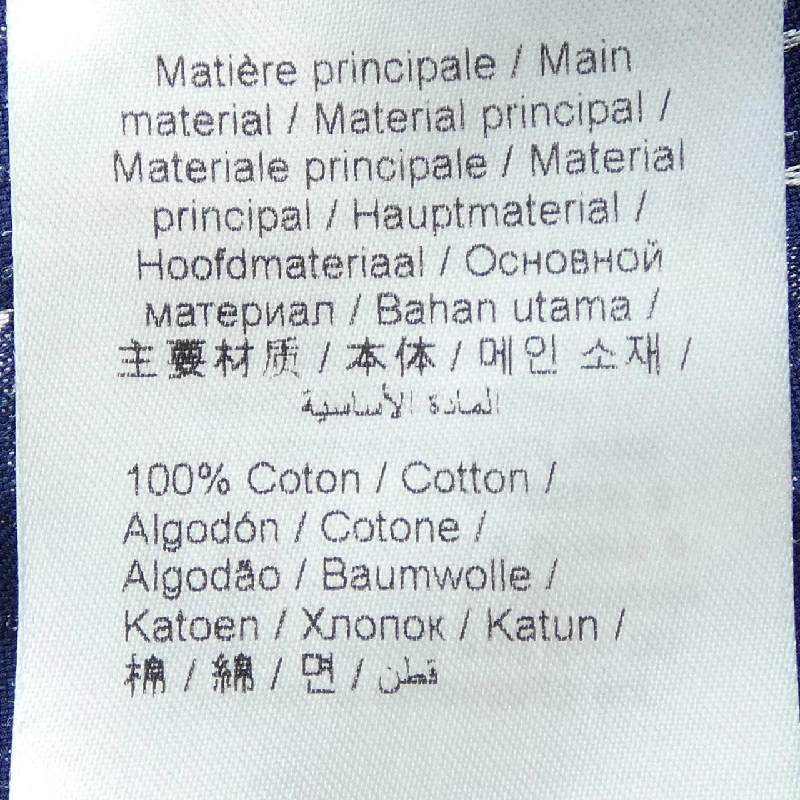 Matière principale / Main
material / Material principal /
Materiale principale / Material
principal / Hauptmaterial /
Hoofdmateriaal / Основной
материал / Bahan utama /
主要材质 / 本体 / 메인 소재 /
المادة الأساسية
100% Coton / Cotton /
Algodón / Cotone /
Algodão / Baumwolle /
Katoen / Хлопок / Katun /
棉 / 綿 / 면 / قطن